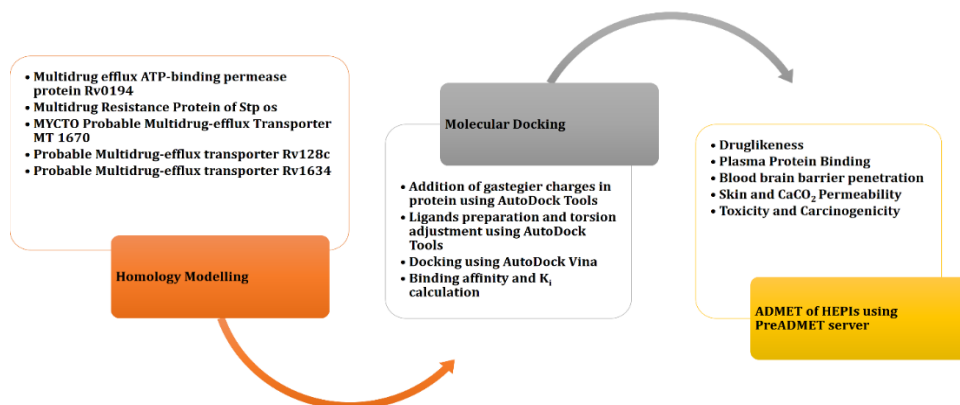 • Multidrug efflux ATP-binding permease
protein Rv0194
• Multidrug Resistance Protein of Stp os
• MYCTO Probable Multidrug-efflux Transporter
MT 1670
• Probable Multidrug-efflux transporter Rv128c
• Probable Multidrug-efflux transporter Rv1634
Homology Modelling
Molecular Docking
• Addition of gastegier charges in
protein using AutoDock Tools
• Ligands preparation and torsion
adjustment using AutoDock
Tools
• Docking using AutoDock Vina
• Binding affinity and Ki
calculation
• Druglikeness
• Plasma Protein Binding
• Blood brain barrier penetration
• Skin and CaCO2 Permeability
• Toxicity and Carcinogenicity
ADMET of HEPIs using
PreADMET server